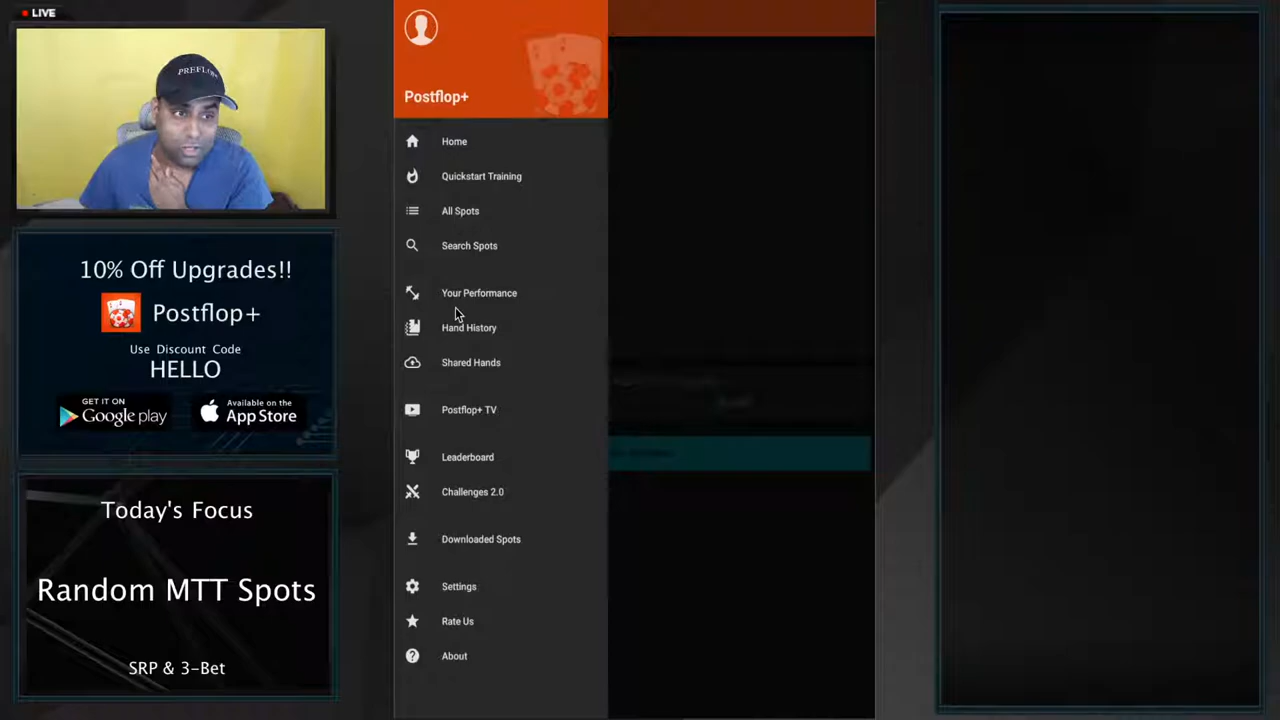 LIVE
PREFLOP
10% Off Upgrades!!
Postflop+
Use Discount Code
HELLO
GET IT ON
Google play
Available on the
App Store
Today's Focus
Random MTT Spots
SRP & 3-Bet
Postflop+
Home
Quickstart Training
All Spots
Search Spots
Your Performance
Hand History
Shared Hands
Postflop+ TV
Leaderboard
Challenges 2.0
Downloaded Spots
Settings
Rate Us
About